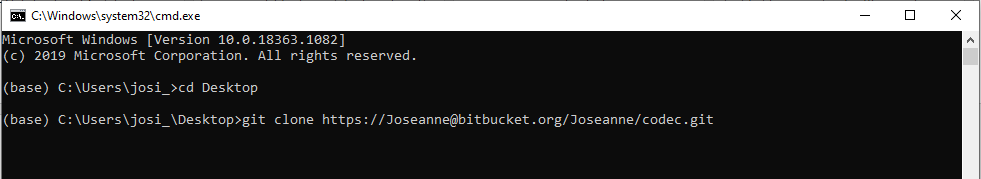 C:\Windows\system32\cmd.exe
Microsoft Windows [Version 10.0.18363.1082]
(c) 2019 Microsoft Corporation. All rights reserved.
(base) C:\Users\josi_>cd Desktop
(base) C:\Users\josi_\Desktop>git clone https://Joseanne@bitbucket.org/Joseanne/codec.git